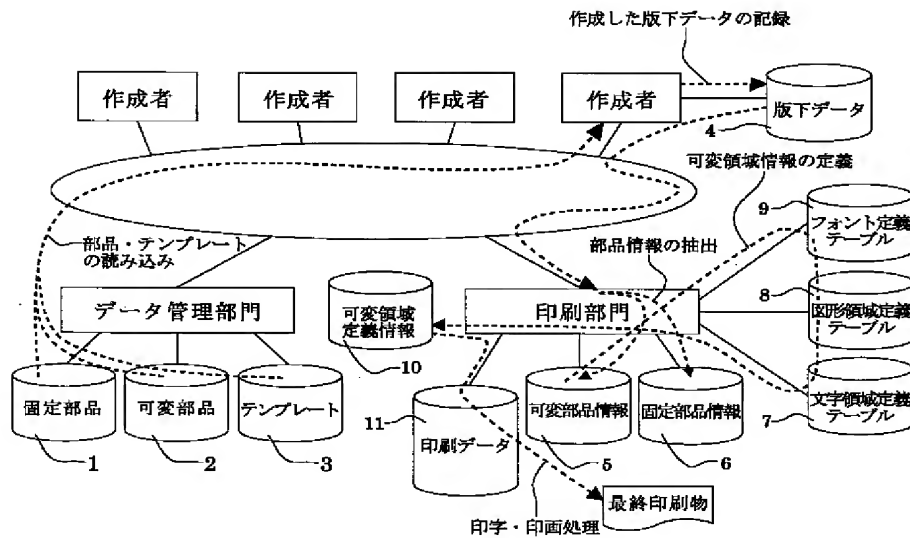 作成した版下データの記録
作成者
作成者
作成者
作成者
版下データ
4
可変領域情報の定義
9
フォント定義
テーブル
部品・テンプレート
の読み込み
部品情報の抽出
データ管理部門
可変領域
定義情報
10
印刷部門
8
図形領域定義
テーブル
固定部品
1
可変部品
2
テンプレート
3
11
印刷データ
可変部品情報
5
固定部品情報
6
文字領域定義
テーブル
7
印字・印画処理
最終印刷物